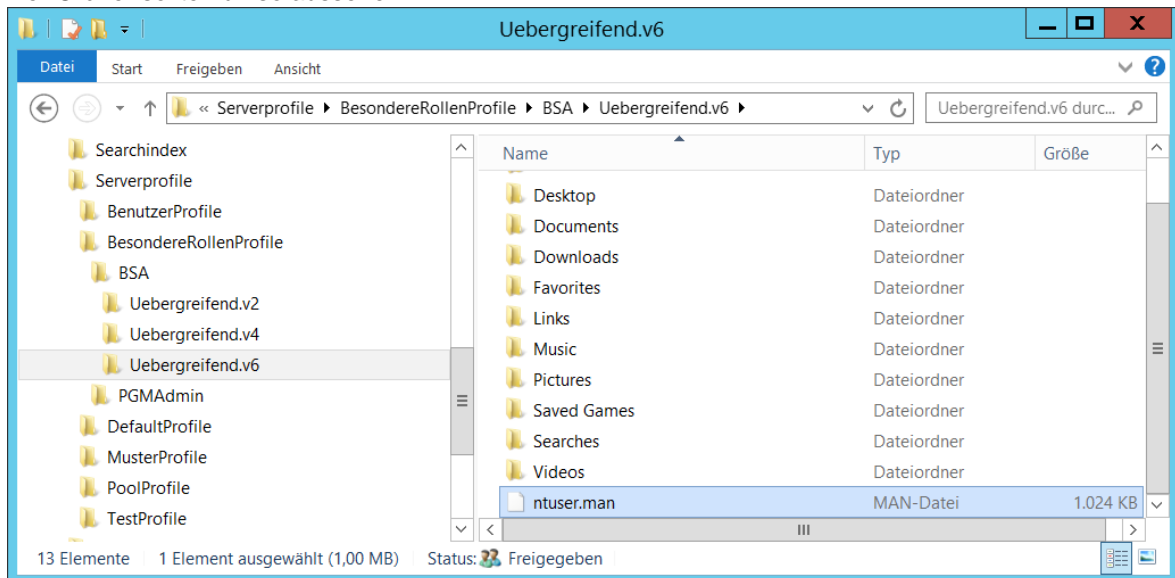 Uebergreifend.v6
Datei Start Freigeben Ansicht
« Serverprofile BesondereRollenProfile BSA Uebergreifend.v6
Uebergreifend.v6 durc...
Searchindex
Serverprofile
BenutzerProfile
BesondereRollenProfile
BSA
Uebergreifend.v2
Uebergreifend.v4
Uebergreifend.v6
PGMAdmin
DefaultProfile
MusterProfile
PoolProfile
TestProfile
Name Typ Größe
Desktop Dateiordner
Documents Dateiordner
Downloads Dateiordner
Favorites Dateiordner
Links Dateiordner
Music Dateiordner
Pictures Dateiordner
Saved Games Dateiordner
Searches Dateiordner
Videos Dateiordner
ntuser.man MAN-Datei 1.024 KB
13 Elemente 1 Element ausgewählt (1,00 MB) Status: Freigegeben